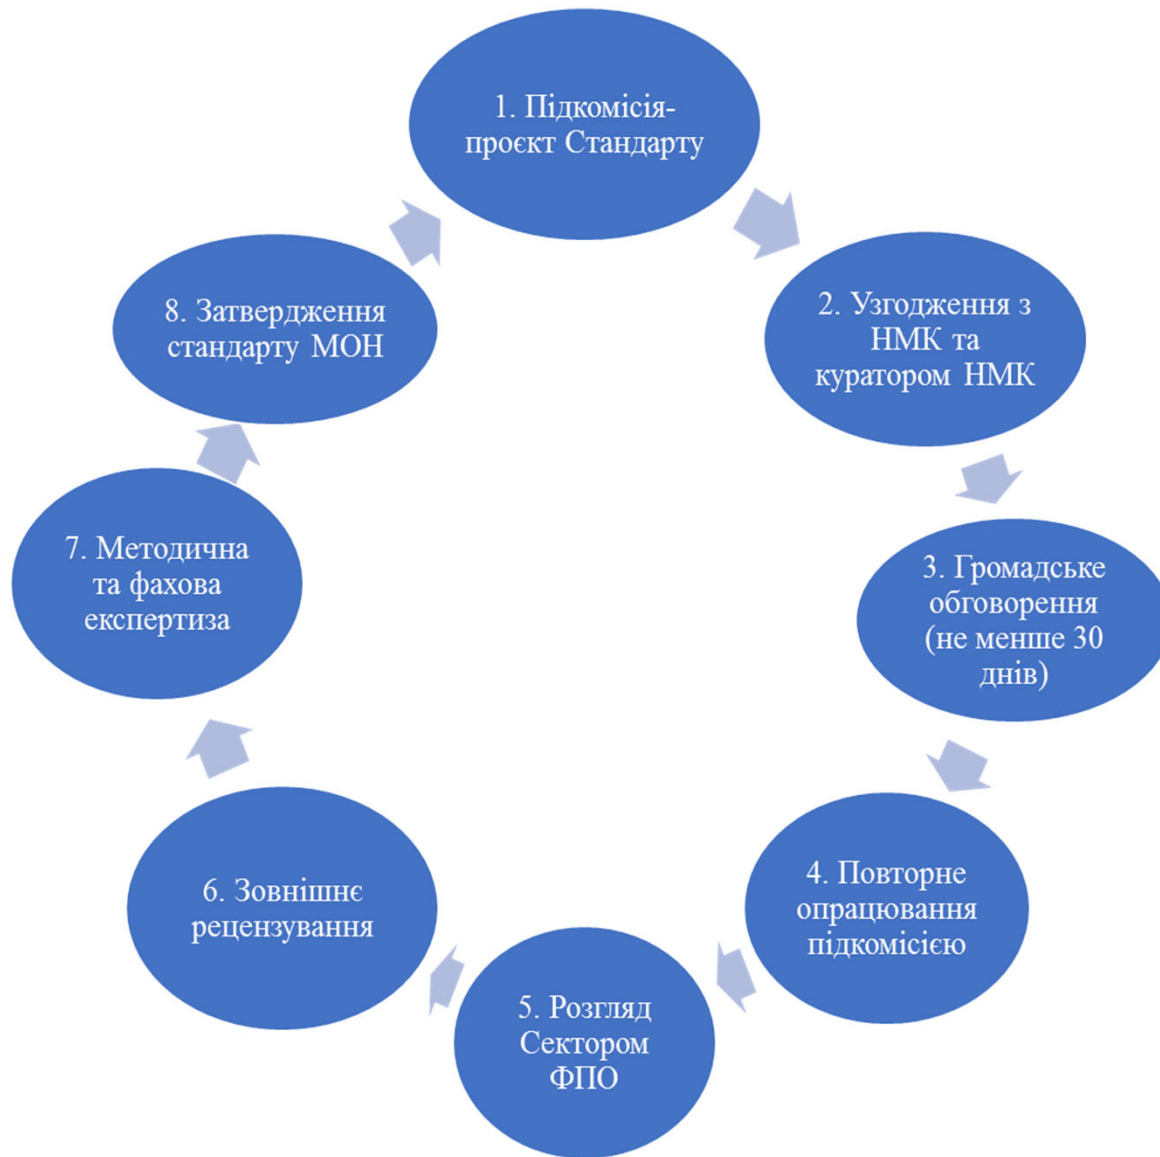 1. Підкомісія-
проєкт Стандарту
2. Узгодження з
НМК та
куратором НМК
3. Громадське
обговорення
(не менше 30
днів)
4. Повторне
опрацювання
підкомісією
5. Розгляд
Сектором
ФПО
6. Зовнішнє
рецензування
7. Методична
та фахова
експертиза
8. Затвердження
стандарту МОН